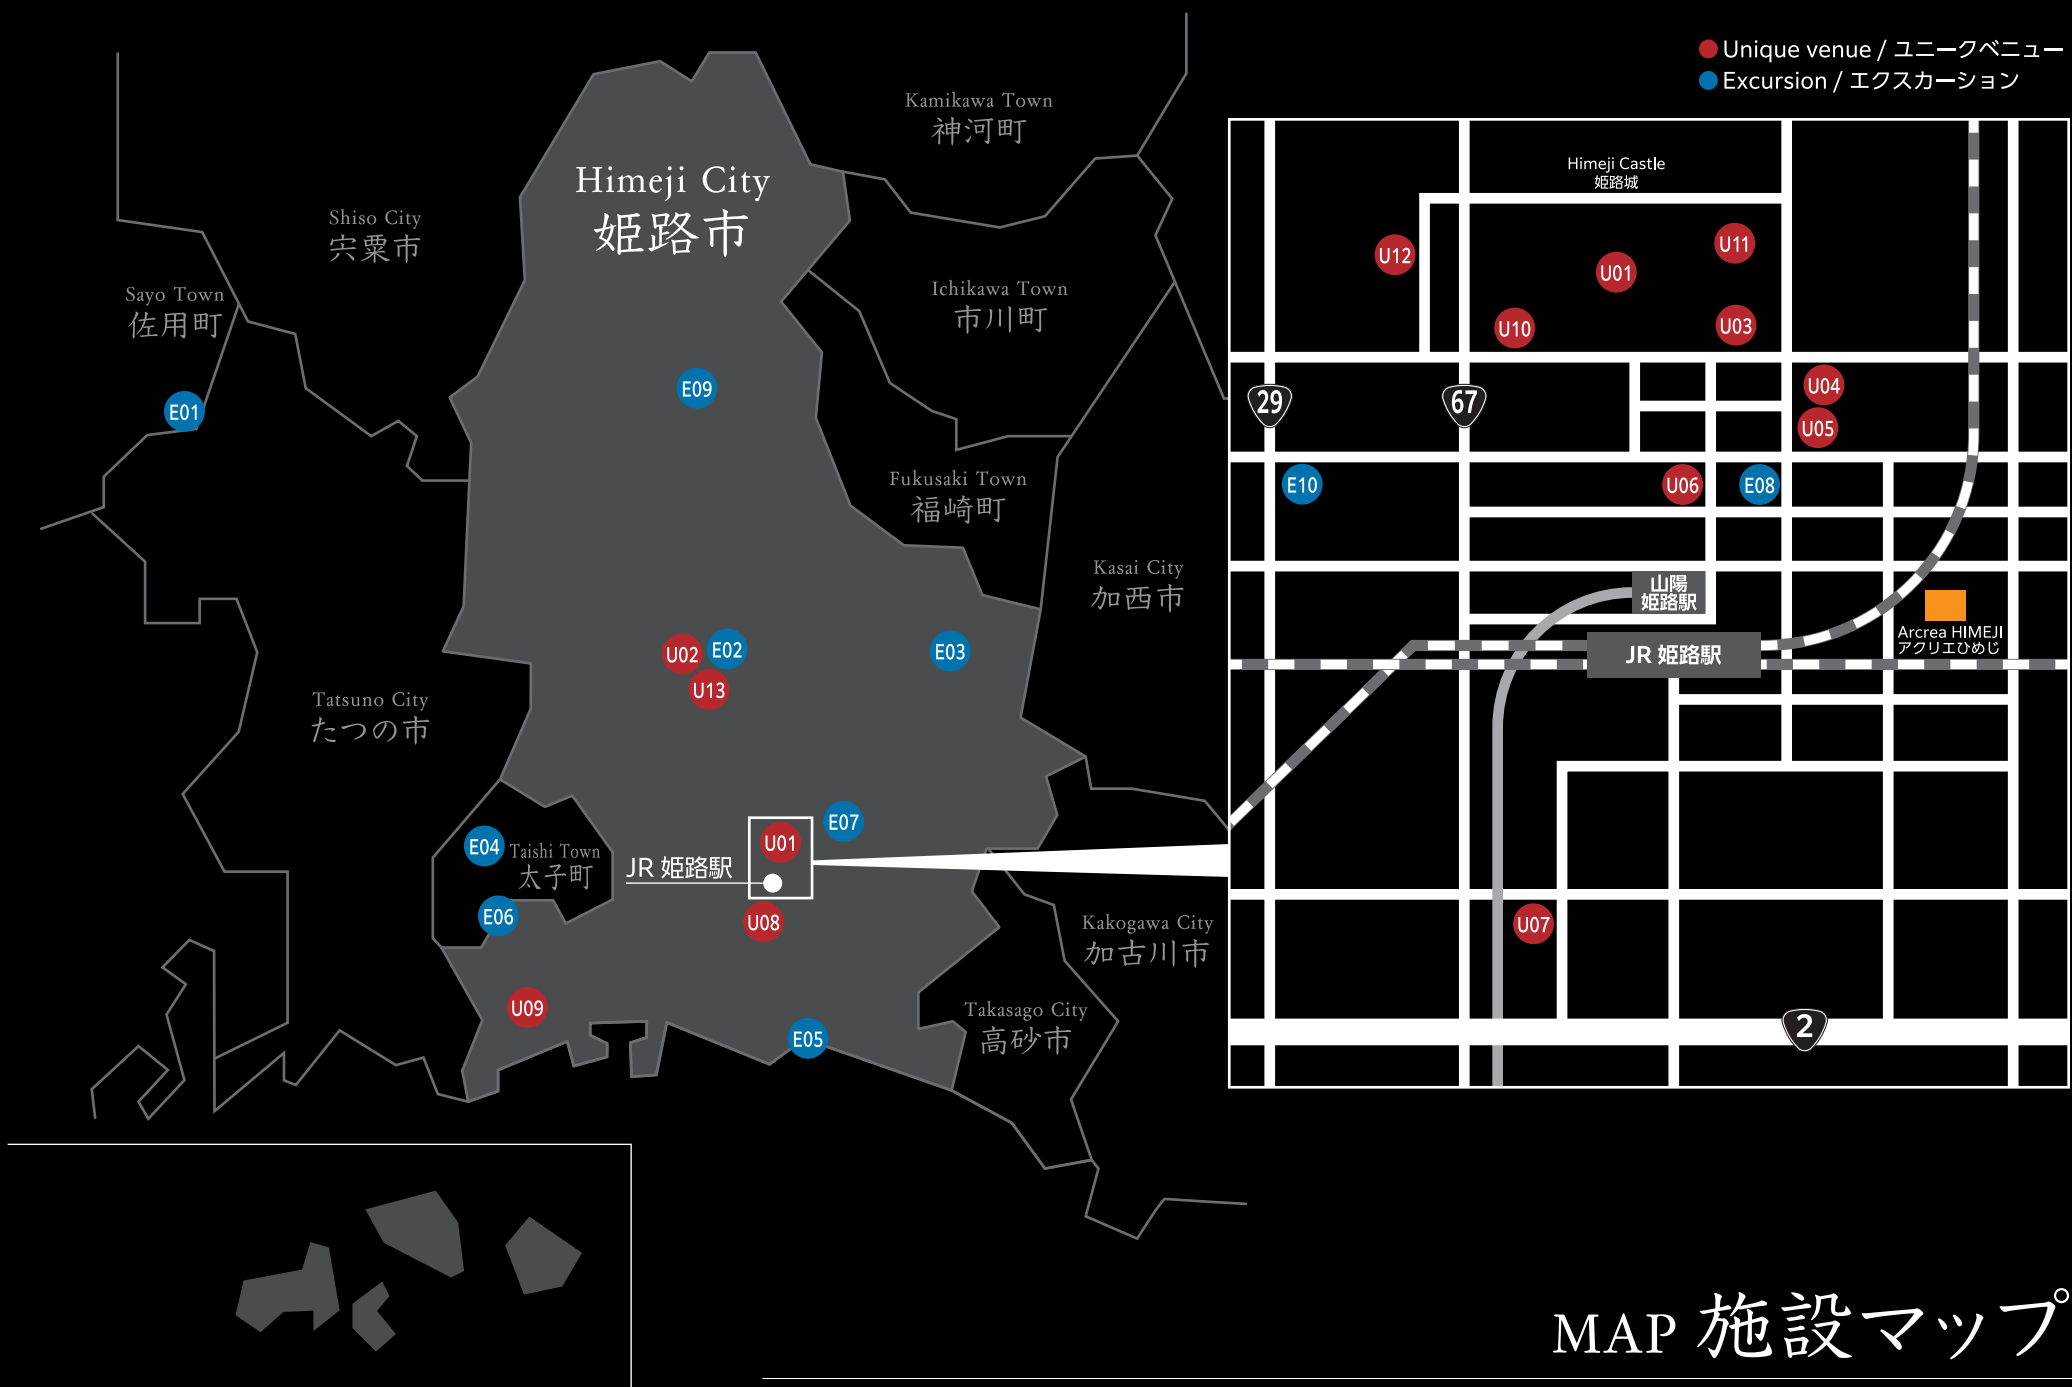 Unique venue / ユニークベニュー
Excursion / エクスカーション
Kamikawa Town
神河町
Himeji City
姫路市
Shiso City
宍粟市
Sayo Town
佐用町
Ichikawa Town
市川町
E01
E09
Fukusaki Town
福崎町
Kasai City
加西市
U02
E02
E03
U13
Tatsuno City
たつの市
E07
U01
E04
Taishi Town
太子町
JR 姫路駅
E06
U08
Kakogawa City
加古川市
U09
Takasago City
高砂市
E05
Himeji Castle
姫路城
U12
U11
U01
U10
U03
29
67
U04
U05
E10
U06
E08
山陽
姫路駅
Arcrea HIMEJI
アクリエひめじ
JR 姫路駅
U07
2
MAP 施設マップ